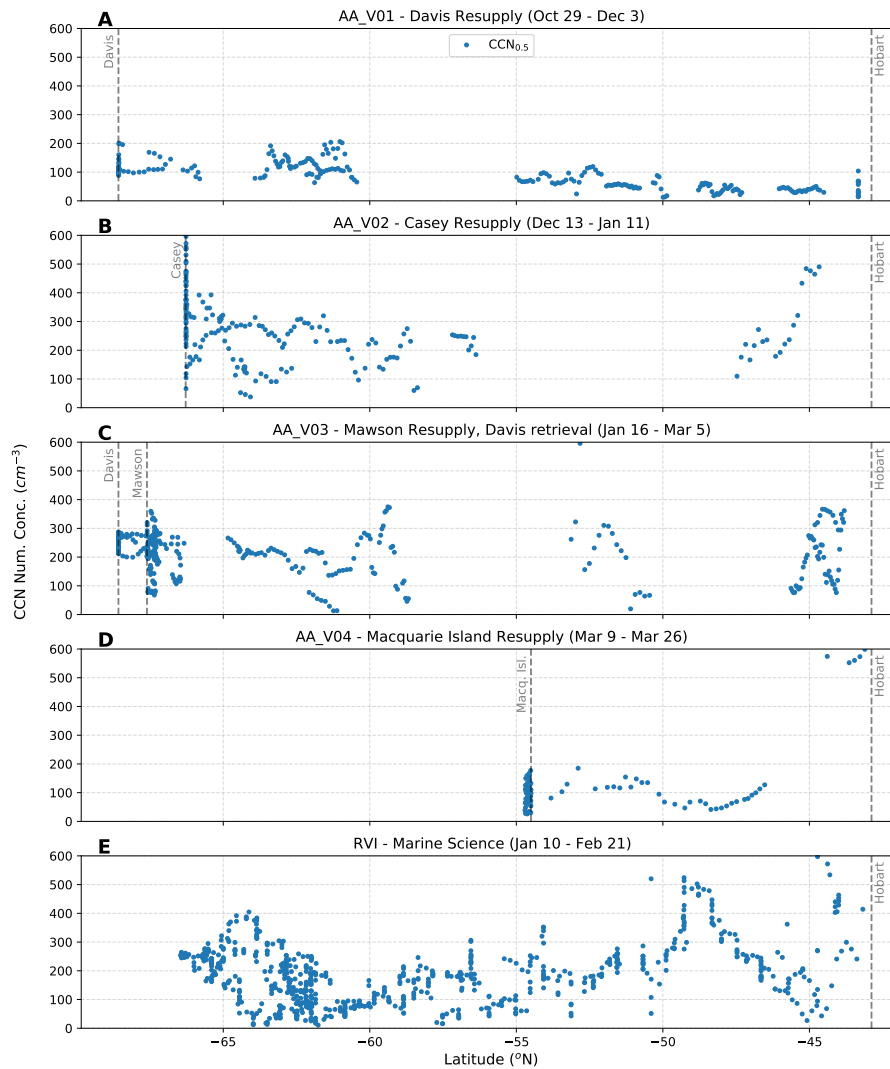 A
AA_V01 - Davis Resupply (Oct 29 - Dec 3)
600
500
400
300
200
100
0
Davis
CCN0.5
Hobart
B
AA_V02 - Casey Resupply (Dec 13 - Jan 11)
600
500
400
300
200
100
0
Casey
Hobart
C
AA_V03 - Mawson Resupply, Davis retrieval (Jan 16 - Mar 5)
600
500
400
300
200
100
0
Davis
Mawson
Hobart
CCN Num. Conc. (cm⁻³)
D
AA_V04 - Macquarie Island Resupply (Mar 9 - Mar 26)
600
500
400
300
200
100
0
Macq. Isl.
Hobart
E
RVI - Marine Science (Jan 10 - Feb 21)
600
500
400
300
200
100
0
Hobart
−65 −60 −55 −50 −45
Latitude (°N)